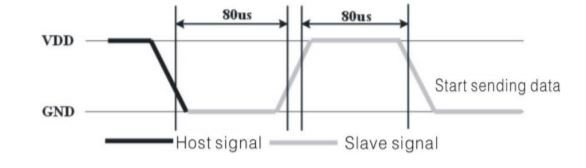 80us 80us
VDD
Start sending data
GND
Host signal Slave signal